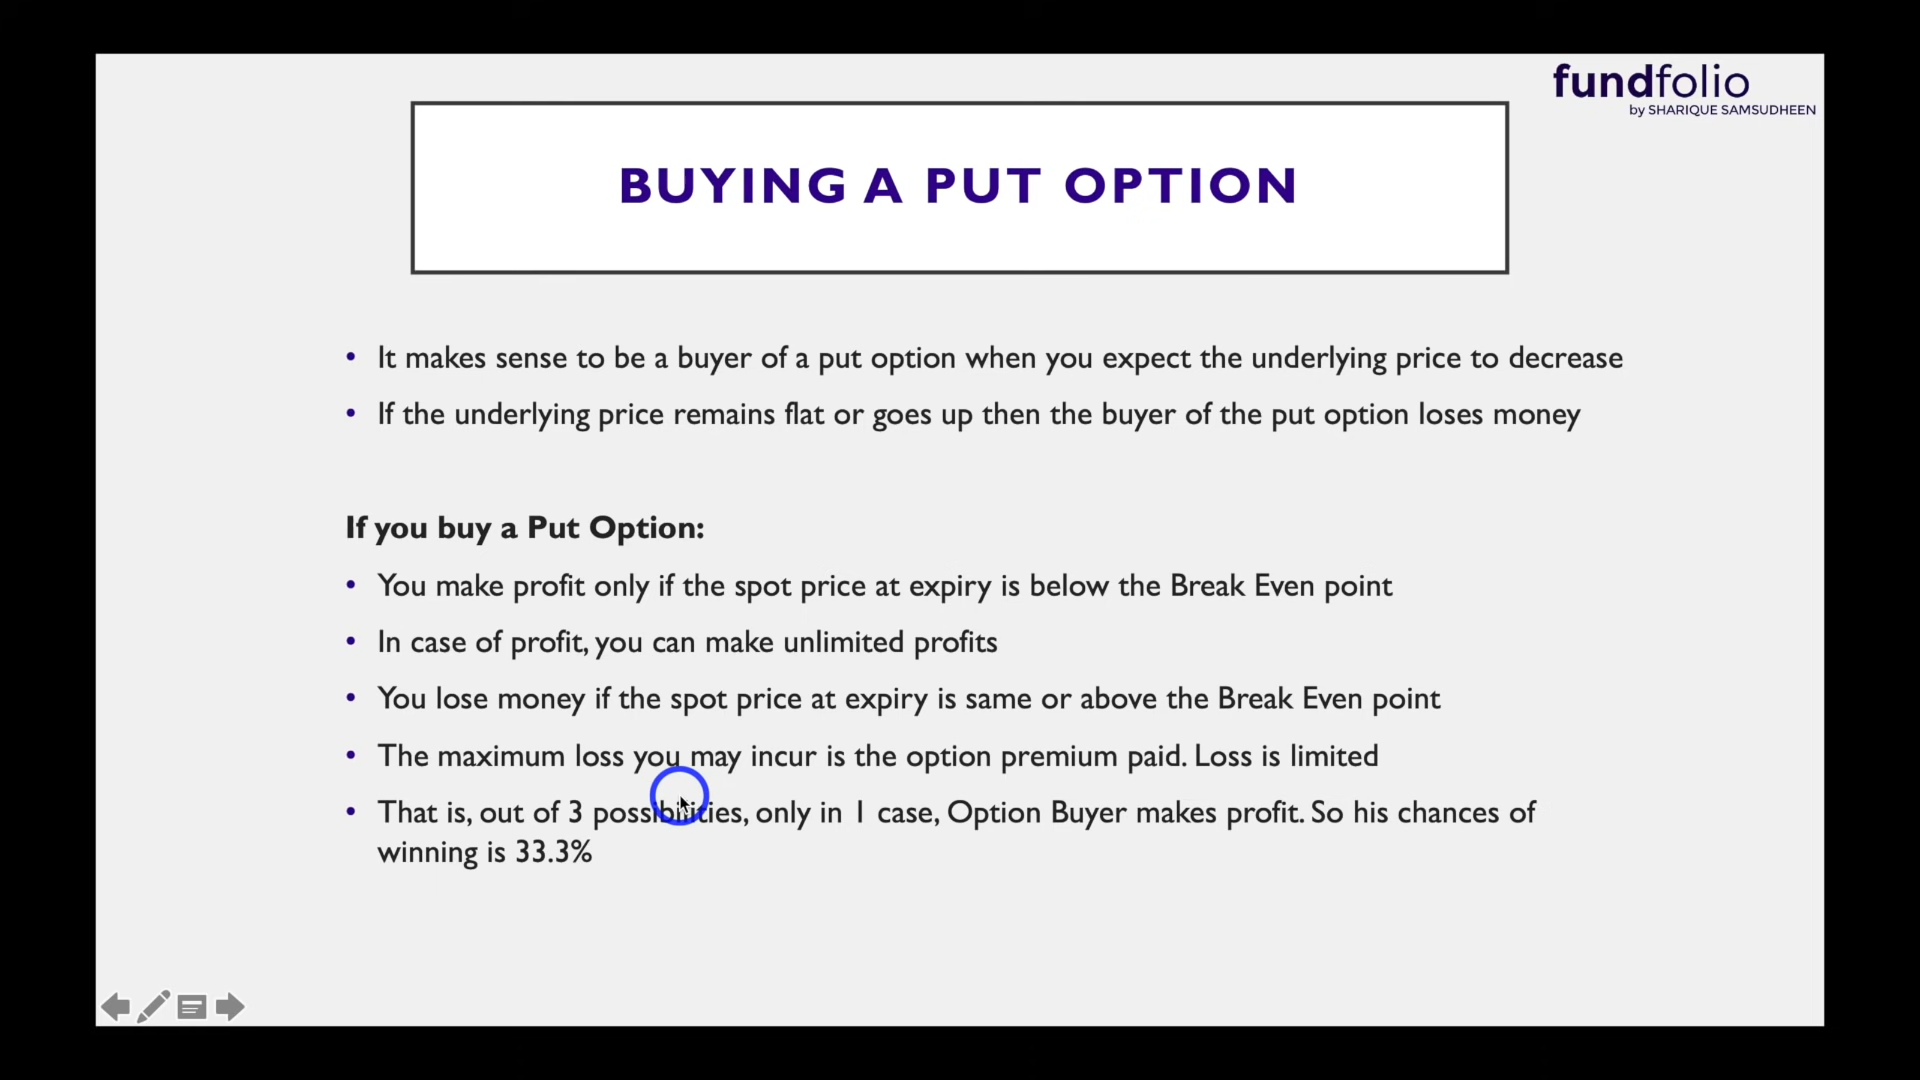 fundfolio
by SHARIQUE SAMSUDHEEN
BUYING A PUT OPTION
• It makes sense to be a buyer of a put option when you expect the underlying price to decrease
• If the underlying price remains flat or goes up then the buyer of the put option loses money
If you buy a Put Option:
• You make profit only if the spot price at expiry is below the Break Even point
• In case of profit, you can make unlimited profits
• You lose money if the spot price at expiry is same or above the Break Even point
• The maximum loss you may incur is the option premium paid. Loss is limited
• That is, out of 3 possibilities, only in 1 case, Option Buyer makes profit. So his chances of
winning is 33.3%